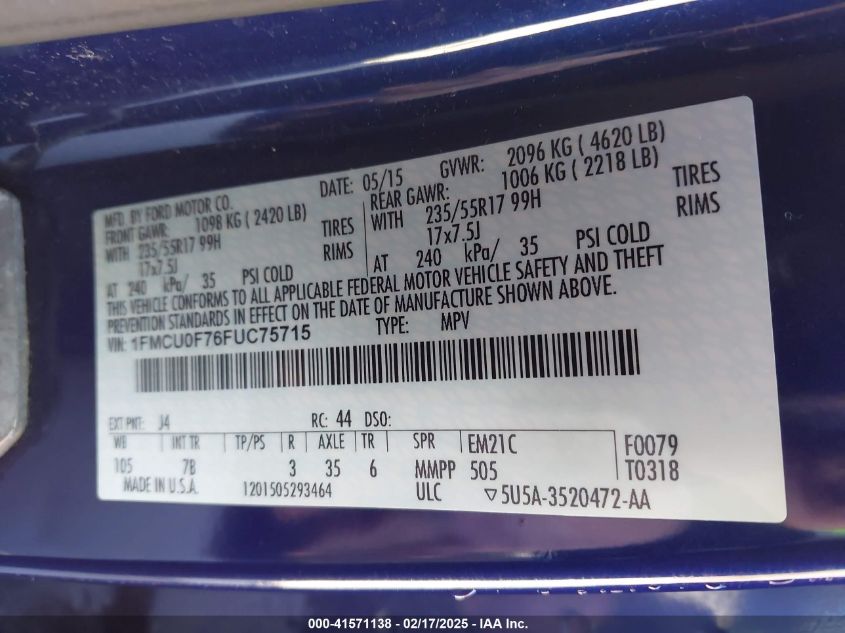 MFD. BY FORD MOTOR CO.
DATE: 05/15 GVWR: 2096 KG ( 4620 LB)
FRONT GAWR: 1098 KG ( 2420 LB) REAR GAWR: 1006 KG ( 2218 LB)
WITH 235/55R17 99H TIRES WITH 235/55R17 99H TIRES
17x7.5J RIMS 17x7.5J RIMS
AT 240 kPa/ 35 PSI COLD AT 240 kPa/ 35 PSI COLD
THIS VEHICLE CONFORMS TO ALL APPLICABLE FEDERAL MOTOR VEHICLE SAFETY AND THEFT
PREVENTION STANDARDS IN EFFECT ON THE DATE OF MANUFACTURE SHOWN ABOVE.
VIN: 1FMCU0F76FUC75715 TYPE: MPV
EXT PNT: J4 RC: 44 DSO:
WB INT TR TP/PS R AXLE TR SPR EM21C F0079
105 7B 3 35 6 MMPP 505 T0318
MADE IN U.S.A. 1201505293464 ULC ▽5U5A-3520472-AA
000-41571138 - 02/17/2025 - IAAI Inc.